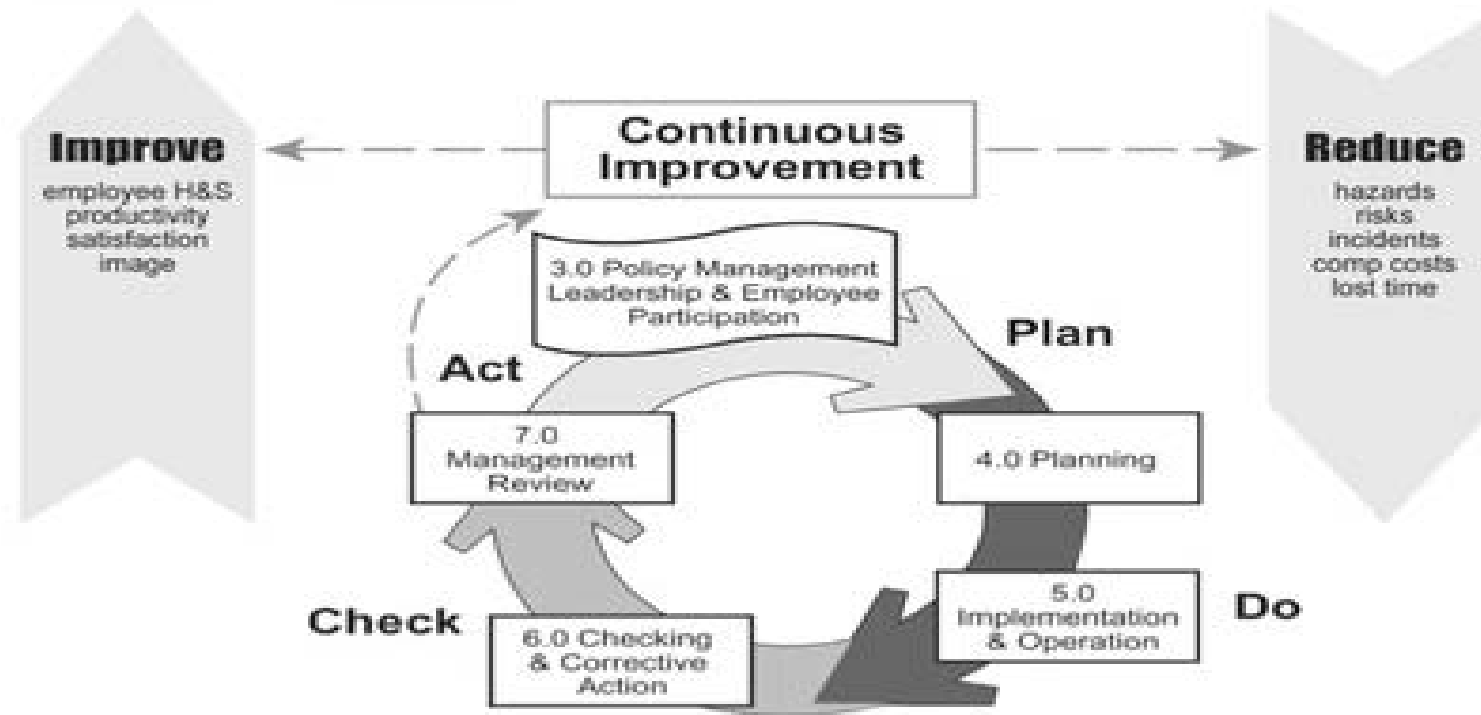 Continuous
Improvement
Improve
employee H&S
productivity
satisfaction
image
Reduce
hazards
risks
incidents
comp costs
lost time
3.0 Policy Management
Leadership & Employee
Participation
Plan
Act
7.0
Management
Review
4.0 Planning
5.0
Implementation
& Operation
Do
Check
6.0 Checking
& Corrective
Action